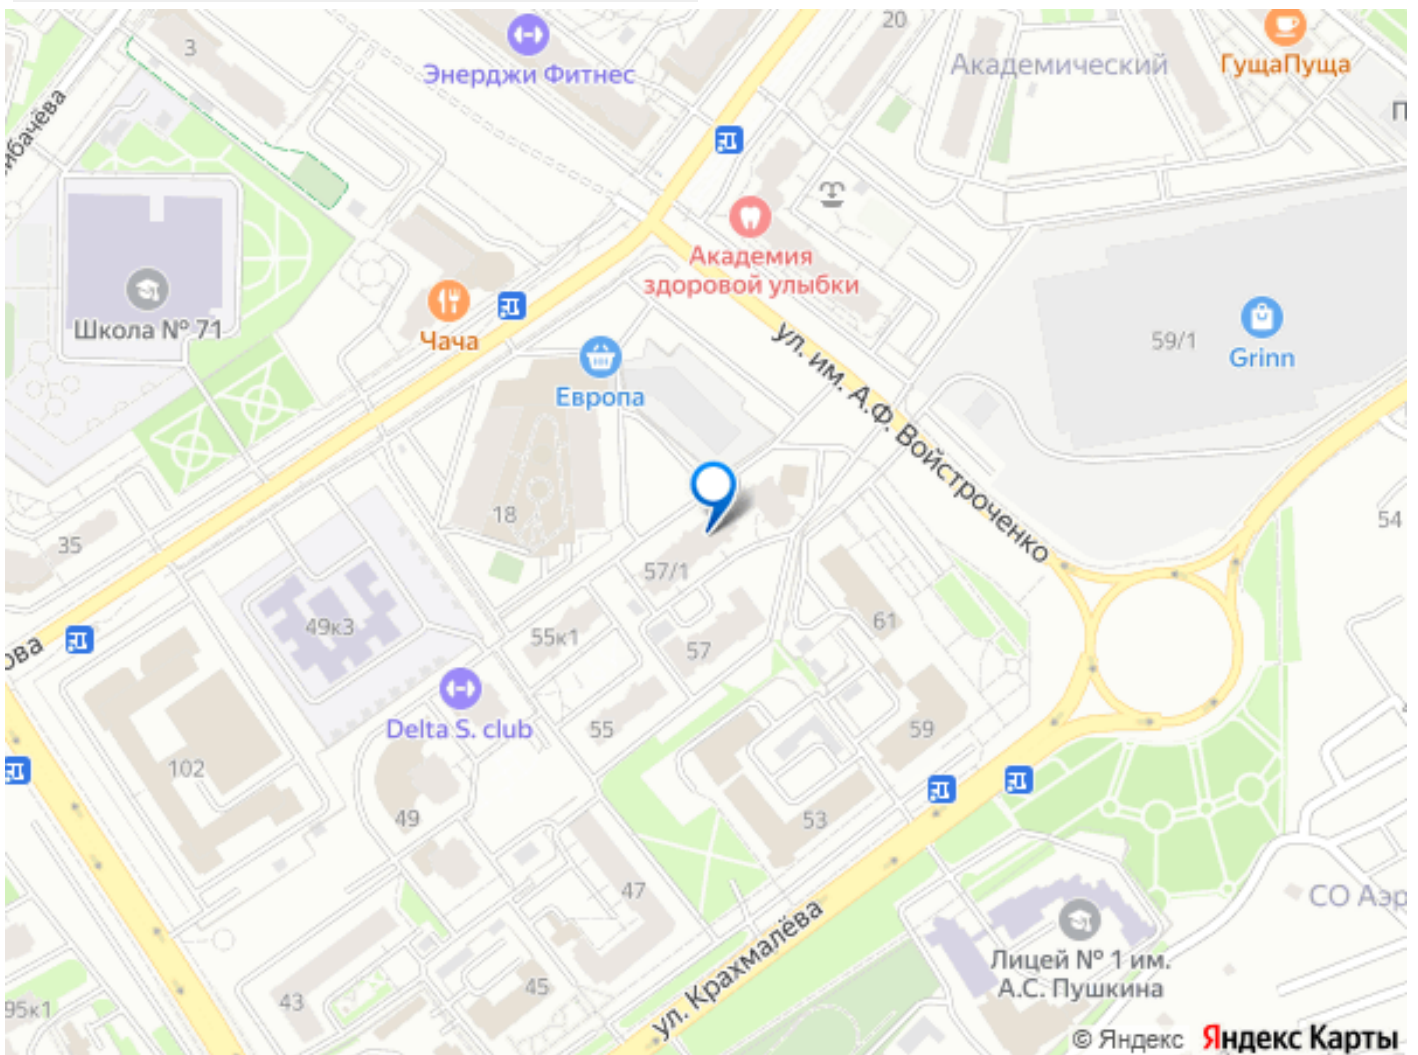 3
20
Энерджи Фитнес
Академический
ГущаПуща
П
ибачёва
Академия
здоровой улыбки
Школа № 71
Чача
Европа
59/1
Grinn
ул. им. А.Ф. Войстроченко
18
54
35
57/1
49к3
55к1
61
57
ова
Delta S. club
55
59
102
49
53
47
СО Аэр
ул. Крахмалёва
Лицей № 1 им.
А.С. Пушкина
45
43
95к1
© Яндекс Яндекс Карты